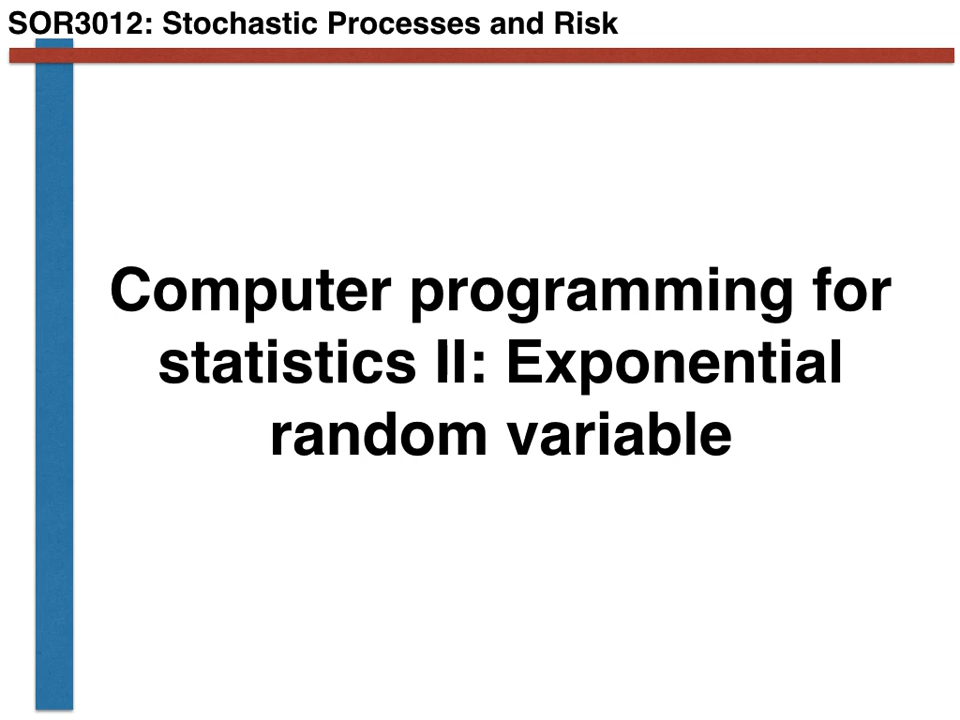 SOR3012: Stochastic Processes and Risk
Computer programming for
statistics II: Exponential
random variable